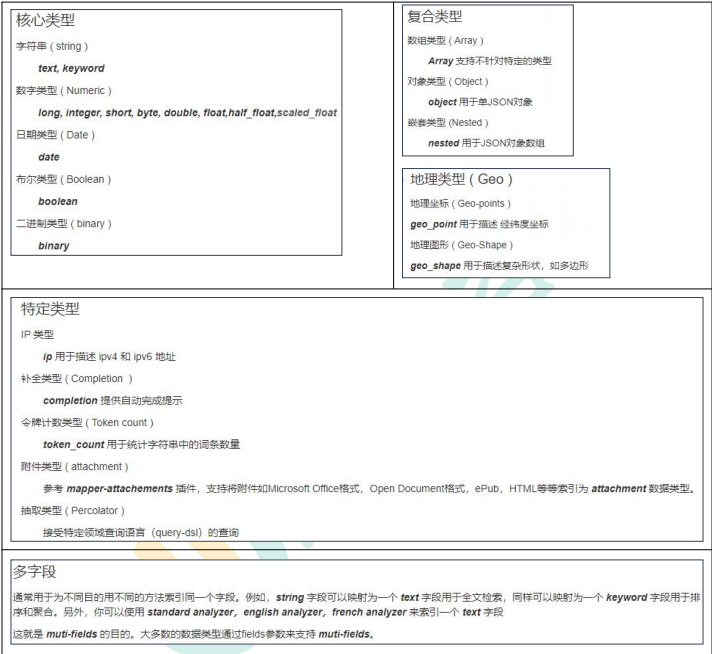 核心类型
字符串 ( string )
text, keyword
数字类型 ( Numeric )
long, integer, short, byte, double, float,half_float,scaled_float
日期类型 ( Date )
date
布尔类型 ( Boolean )
boolean
二进制类型 ( binary )
binary
复合类型
数组类型 ( Array )
Array 支持不针对特定的类型
对象类型 ( Object )
object 用于单JSON对象
嵌套类型 (Nested )
nested 用于JSON对象数组
地理类型 ( Geo )
地理坐标 ( Geo-points )
geo_point 用于描述 经纬度坐标
地理图形 ( Geo-Shape )
geo_shape 用于描述复杂形状，如多边形
特定类型
IP 类型
ip 用于描述 ipv4 和 ipv6 地址
补全类型 ( Completion )
completion 提供自动完成提示
令牌计数类型 ( Token count )
token_count 用于统计字符串中的词条数量
附件类型 ( attachment )
参考 mapper-attachements 插件，支持将附件如Microsoft Office格式，Open Document格式，ePub，HTML等等索引为 attachment 数据类型。
抽取类型 ( Percolator )
接受特定领域查询语言（query-dsl）的查询
多字段
通常用于为不同目的用不同的方法索引同一个字段。例如，string 字段可以映射为一个 text 字段用于全文检索，同样可以映射为一个 keyword 字段用于排
序和聚合。另外，你可以使用 standard analyzer，english analyzer，french analyzer 来索引一个 text 字段
这就是 muti-fields 的目的。大多数的数据类型通过fields参数来支持 muti-fields。